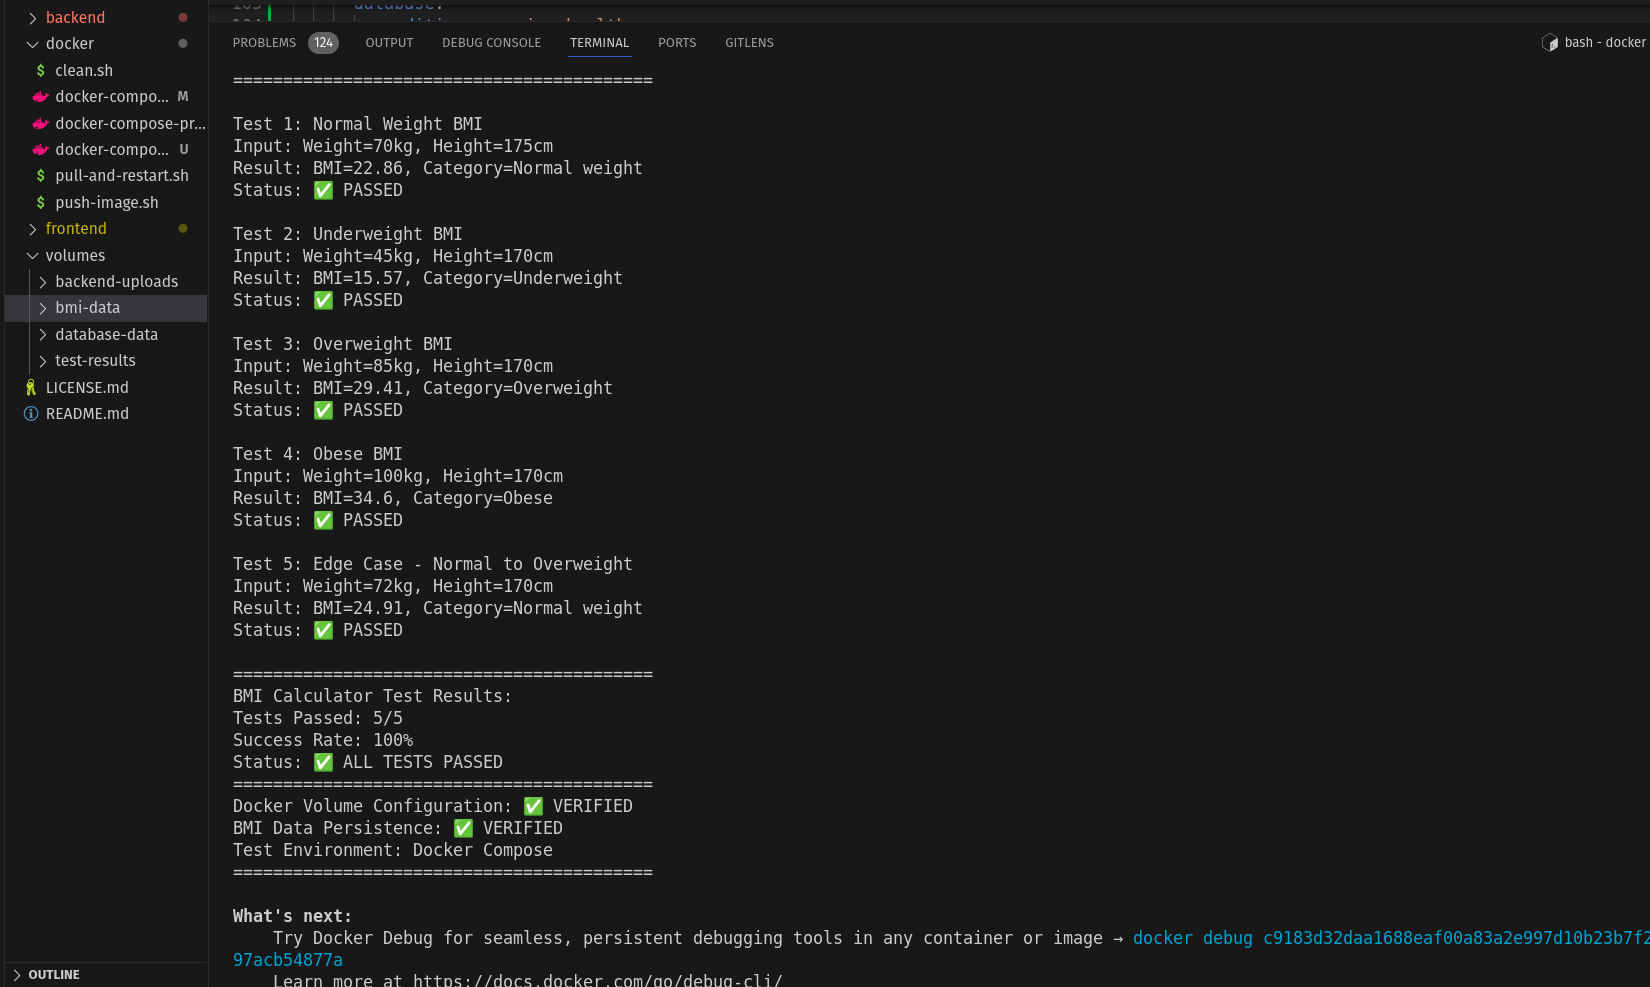 backend
docker
clean.sh
docker-compo... M
docker-compose-pr...
docker-compo... U
pull-and-restart.sh
push-image.sh
frontend
volumes
backend-uploads
bmi-data
database-data
test-results
LICENSE.md
README.md
OUTLINE
database:
PROBLEMS 124 OUTPUT DEBUG CONSOLE TERMINAL PORTS GITLENS bash - docker
==========================================
Test 1: Normal Weight BMI
Input: Weight=70kg, Height=175cm
Result: BMI=22.86, Category=Normal weight
Status: ✅ PASSED
Test 2: Underweight BMI
Input: Weight=45kg, Height=170cm
Result: BMI=15.57, Category=Underweight
Status: ✅ PASSED
Test 3: Overweight BMI
Input: Weight=85kg, Height=170cm
Result: BMI=29.41, Category=Overweight
Status: ✅ PASSED
Test 4: Obese BMI
Input: Weight=100kg, Height=170cm
Result: BMI=34.6, Category=Obese
Status: ✅ PASSED
Test 5: Edge Case - Normal to Overweight
Input: Weight=72kg, Height=170cm
Result: BMI=24.91, Category=Normal weight
Status: ✅ PASSED
==========================================
BMI Calculator Test Results:
Tests Passed: 5/5
Success Rate: 100%
Status: ✅ ALL TESTS PASSED
==========================================
Docker Volume Configuration: ✅ VERIFIED
BMI Data Persistence: ✅ VERIFIED
Test Environment: Docker Compose
==========================================
What's next:
Try Docker Debug for seamless, persistent debugging tools in any container or image → docker debug c9183d32daa1688eaf00a83a2e997d10b23b7f2
97acb54877a
Learn more at https://docs.docker.com/go/debug-cli/